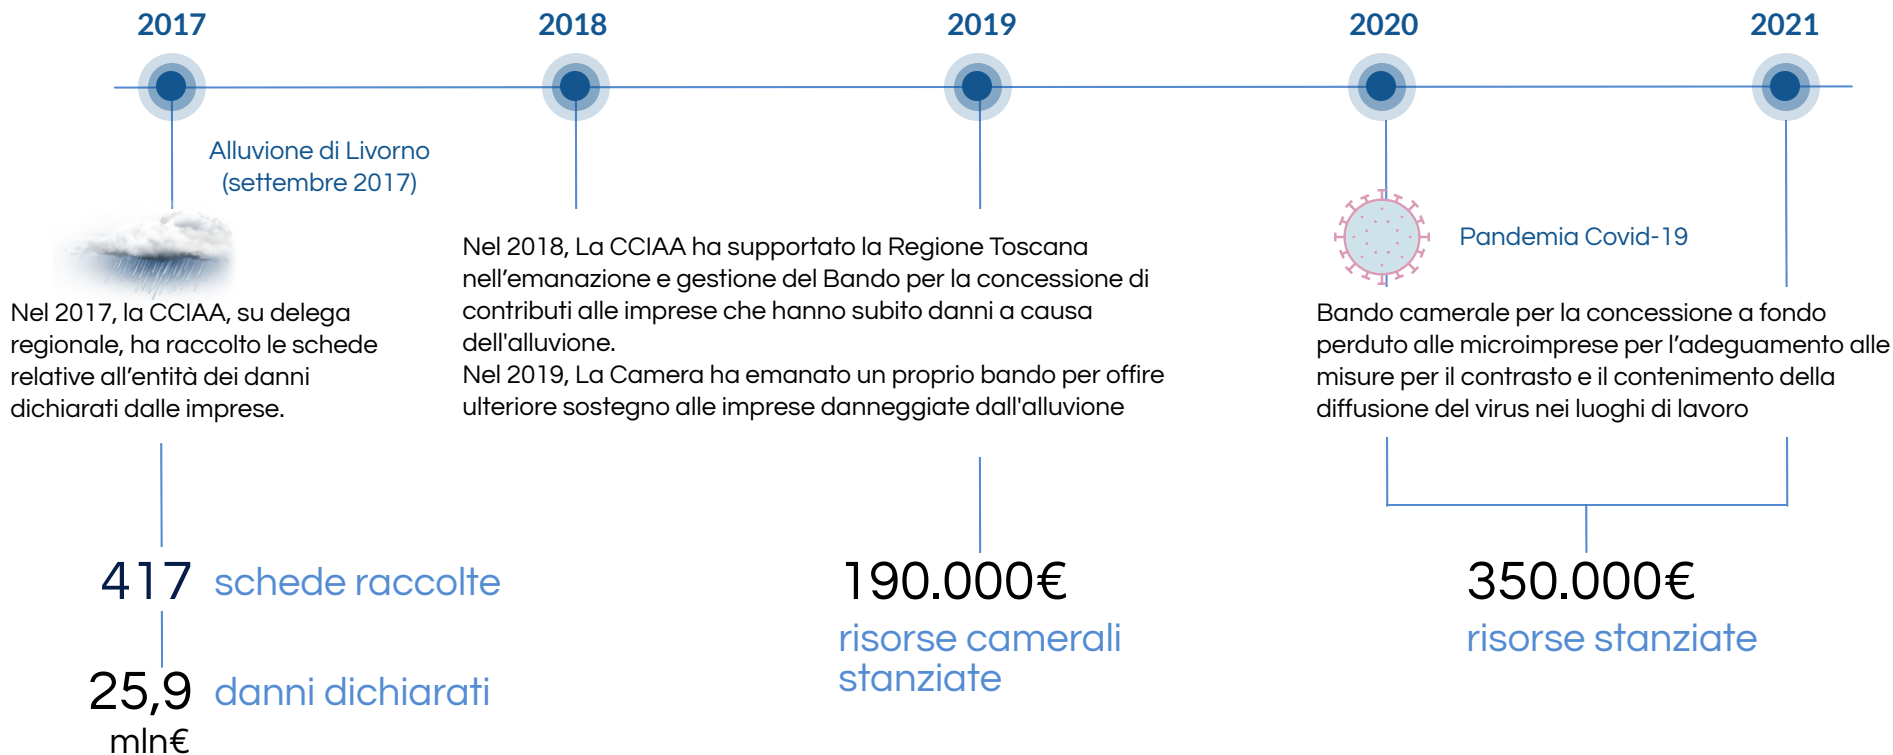 2017
2018
2019
2020
2021
Alluvione di Livorno
(settembre 2017)
Nel 2017, la CCIAA, su delega
regionale, ha raccolto le schede
relative all’entità dei danni
dichiarati dalle imprese.
417 schede raccolte
25,9 danni dichiarati
mln€
Nel 2018, La CCIAA ha supportato la Regione Toscana
nell’emanazione e gestione del Bando per la concessione di
contributi alle imprese che hanno subito danni a causa
dell'alluvione.
Nel 2019, La Camera ha emanato un proprio bando per offire
ulteriore sostegno alle imprese danneggiate dall'alluvione
190.000€
risorse camerali
stanziate
Pandemia Covid-19
Bando camerale per la concessione a fondo
perduto alle microimprese per l’adeguamento alle
misure per il contrasto e il contenimento della
diffusione del virus nei luoghi di lavoro
350.000€
risorse stanziate